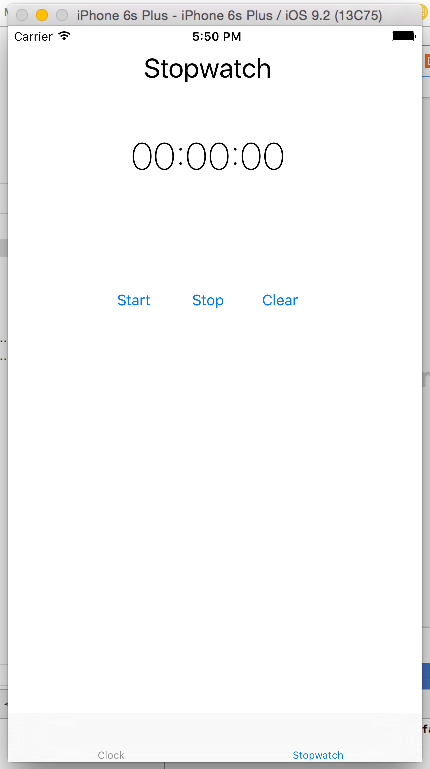 iPhone 6s Plus - iPhone 6s Plus / iOS 9.2 (13C75)
Carrier 5:50 PM
Stopwatch
00:00:00
Start Stop Clear
Clock Stopwatch